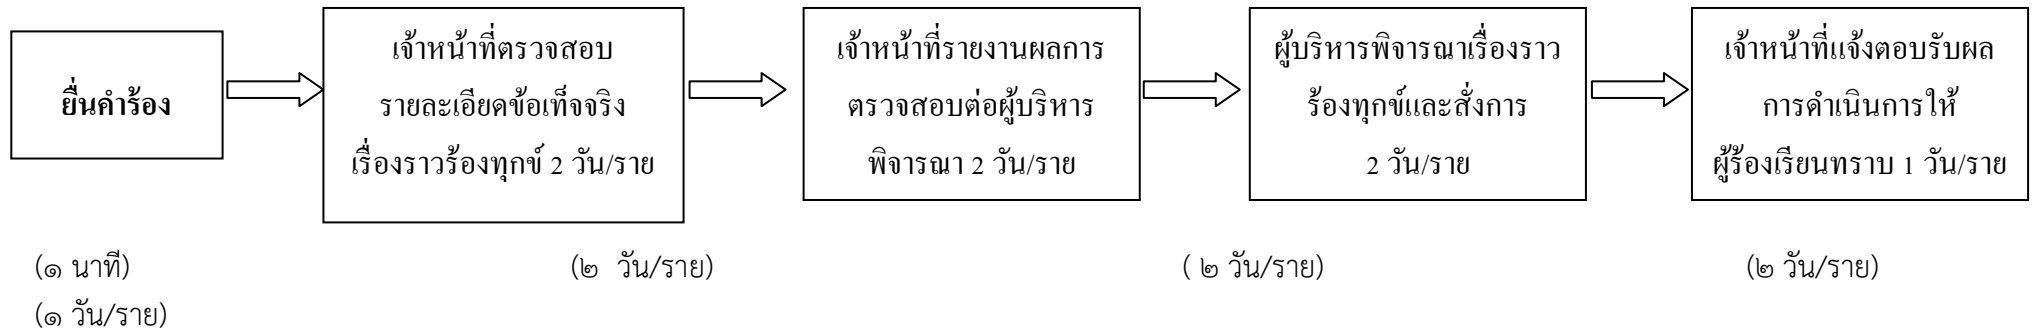 ยื่นคำร้อง
เจ้าหน้าที่ตรวจสอบ
รายละเอียดข้อเท็จจริง
เรื่องราวร้องทุกข์ 2 วัน/ราย
เจ้าหน้าที่รายงานผลการ
ตรวจสอบต่อผู้บริหาร
พิจารณา 2 วัน/ราย
ผู้บริหารพิจารณาเรื่องราว
ร้องทุกข์และสั่งการ
2 วัน/ราย
เจ้าหน้าที่แจ้งตอบรับผล
การดำเนินการให้
ผู้ร้องเรียนทราบ 1 วัน/ราย
(๑ นาที) (๒ วัน/ราย) ( ๒ วัน/ราย) (๒ วัน/ราย)
(๑ วัน/ราย)